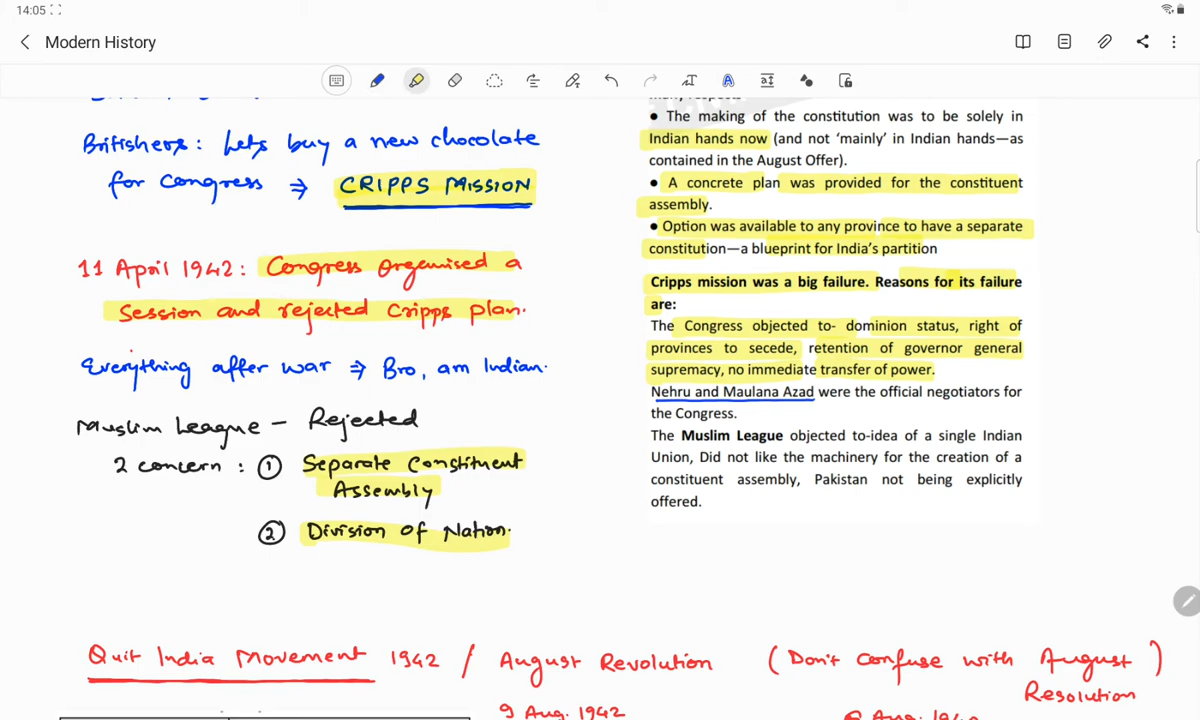 14:05
Modern History
Britishers: Lets buy a new chocolate
for Congress ⇒ CRIPPS MISSION
11 April 1942: Congress organised a
Session and rejected Cripps plan.
Everything after war ⇒ Bro, am Indian.
Muslim League - Rejected
2 concern: ① Separate Constituent
Assembly
② Division of Nation.
• The making of the constitution was to be solely in
Indian hands now (and not ‘mainly’ in Indian hands—as
contained in the August Offer).
• A concrete plan was provided for the constituent
assembly.
• Option was available to any province to have a separate
constitution—a blueprint for India’s partition
Cripps mission was a big failure. Reasons for its failure
are:
The Congress objected to- dominion status, right of
provinces to secede, retention of governor general
supremacy, no immediate transfer of power.
Nehru and Maulana Azad were the official negotiators for
the Congress.
The Muslim League objected to-idea of a single Indian
Union, Did not like the machinery for the creation of a
constituent assembly, Pakistan not being explicitly
offered.
Quit India Movement 1942 / August Revolution (Don't confuse with August)
Resolution
9 Aug. 1942